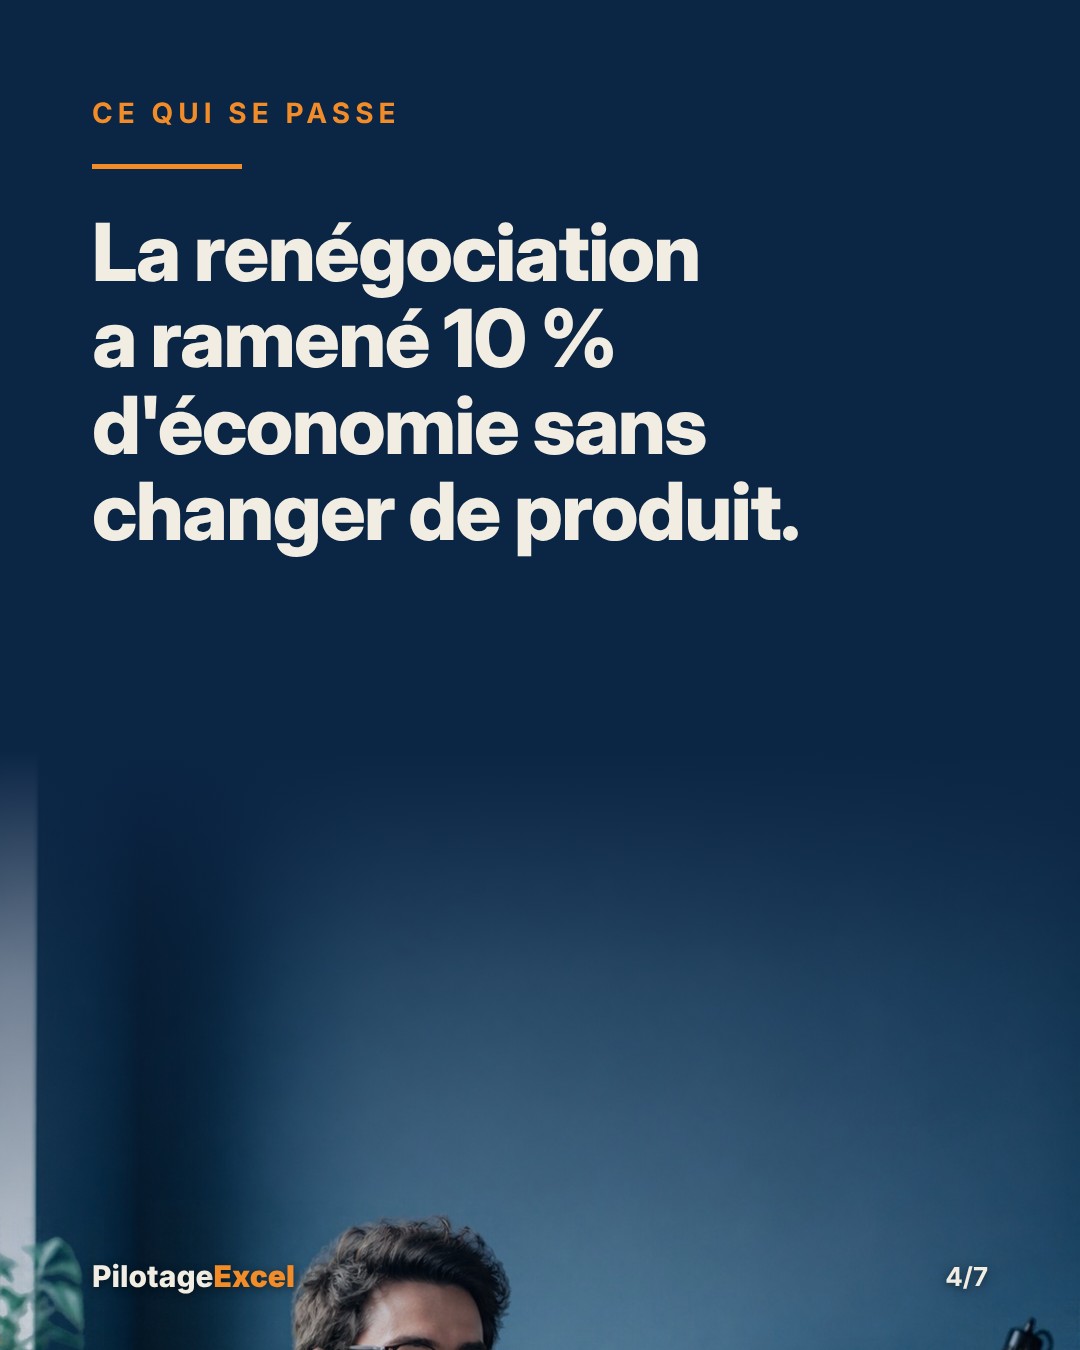 CE QUI SE PASSE
La renégociation
a ramené 10 %
d'économie sans
changer de produit.
PilotageExcel
4/7